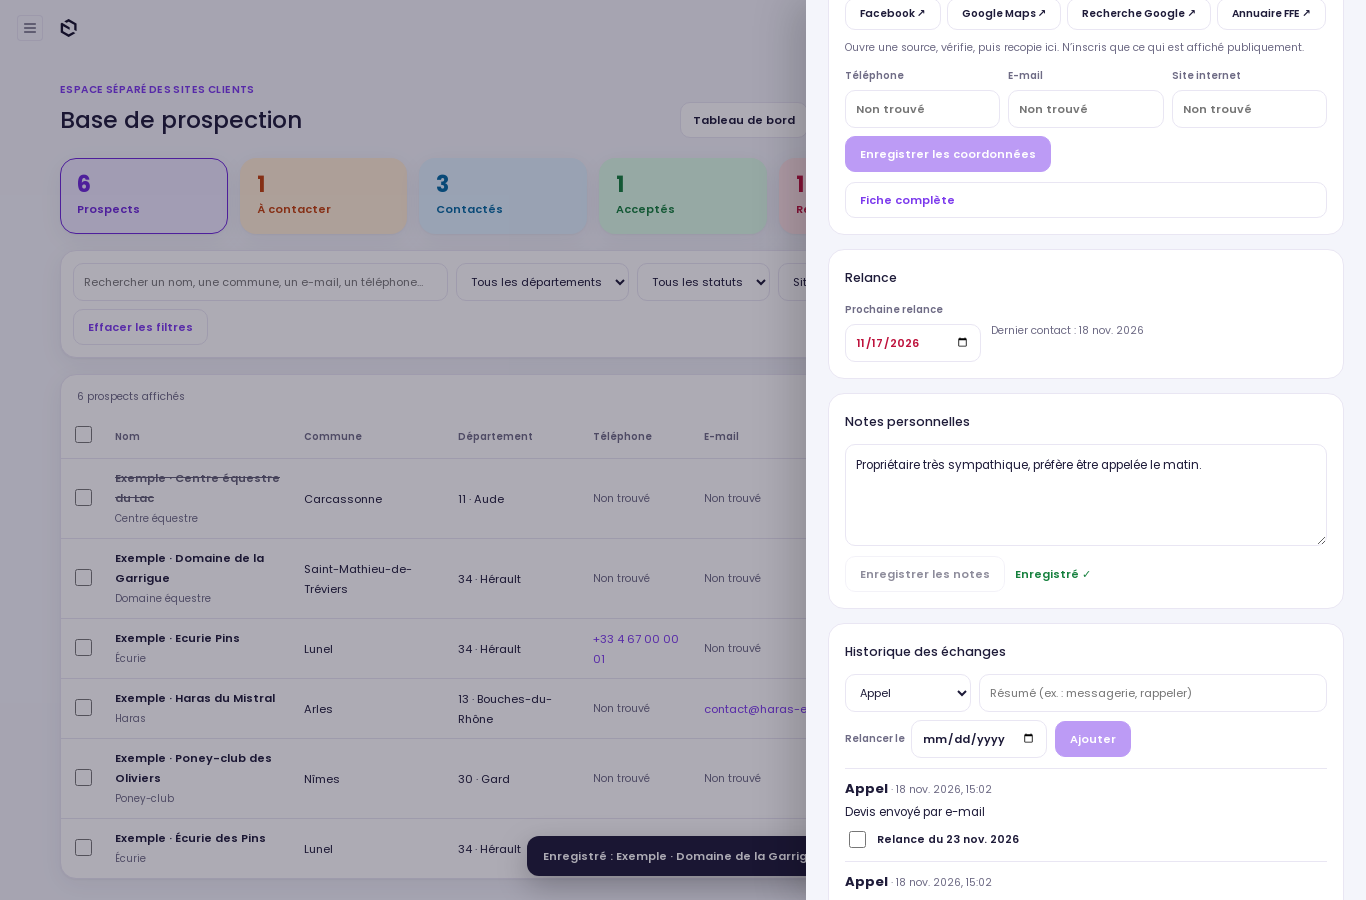 ESPACE SÉPARÉ DES SITES CLIENTS
Base de prospection
Tableau de bord
6
Prospects
1
À contacter
3
Contactés
1
Acceptés
1
Rechercher un nom, une commune, un e-mail, un téléphone...
Tous les départements
Tous les statuts
Effacer les filtres
6 prospects affichés
Nom
Commune
Département
Téléphone
E-mail
Exemple · Centre équestre
du Lac
Centre équestre
Carcassonne
11 · Aude
Non trouvé
Non trouvé
Exemple · Domaine de la
Garrigue
Domaine équestre
Saint-Mathieu-de-
Tréviers
34 · Hérault
Non trouvé
Non trouvé
Exemple · Ecurie Pins
Écurie
Lunel
34 · Hérault
+33 4 67 00 00
01
Non trouvé
Exemple · Haras du Mistral
Haras
Arles
13 · Bouches-du-
Rhône
Non trouvé
contact@haras-e
Exemple · Poney-club des
Oliviers
Poney-club
Nîmes
30 · Gard
Non trouvé
Non trouvé
Exemple · Écurie des Pins
Écurie
Lunel
34 · Hérault
Enregistré : Exemple · Domaine de la Garrig
Facebook ↗
Google Maps ↗
Recherche Google ↗
Annuaire FFE ↗
Ouvre une source, vérifie, puis recopie ici. N'inscris que ce qui est affiché publiquement.
Téléphone
E-mail
Site internet
Non trouvé
Non trouvé
Non trouvé
Enregistrer les coordonnées
Fiche complète
Relance
Prochaine relance
11/17/2026
Dernier contact : 18 nov. 2026
Notes personnelles
Propriétaire très sympathique, préfère être appelée le matin.
Enregistrer les notes
Enregistré ✓
Historique des échanges
Appel
Résumé (ex. : messagerie, rappeler)
Relancer le
mm/dd/yyyy
Ajouter
Appel · 18 nov. 2026, 15:02
Devis envoyé par e-mail
Relance du 23 nov. 2026
Appel · 18 nov. 2026, 15:02